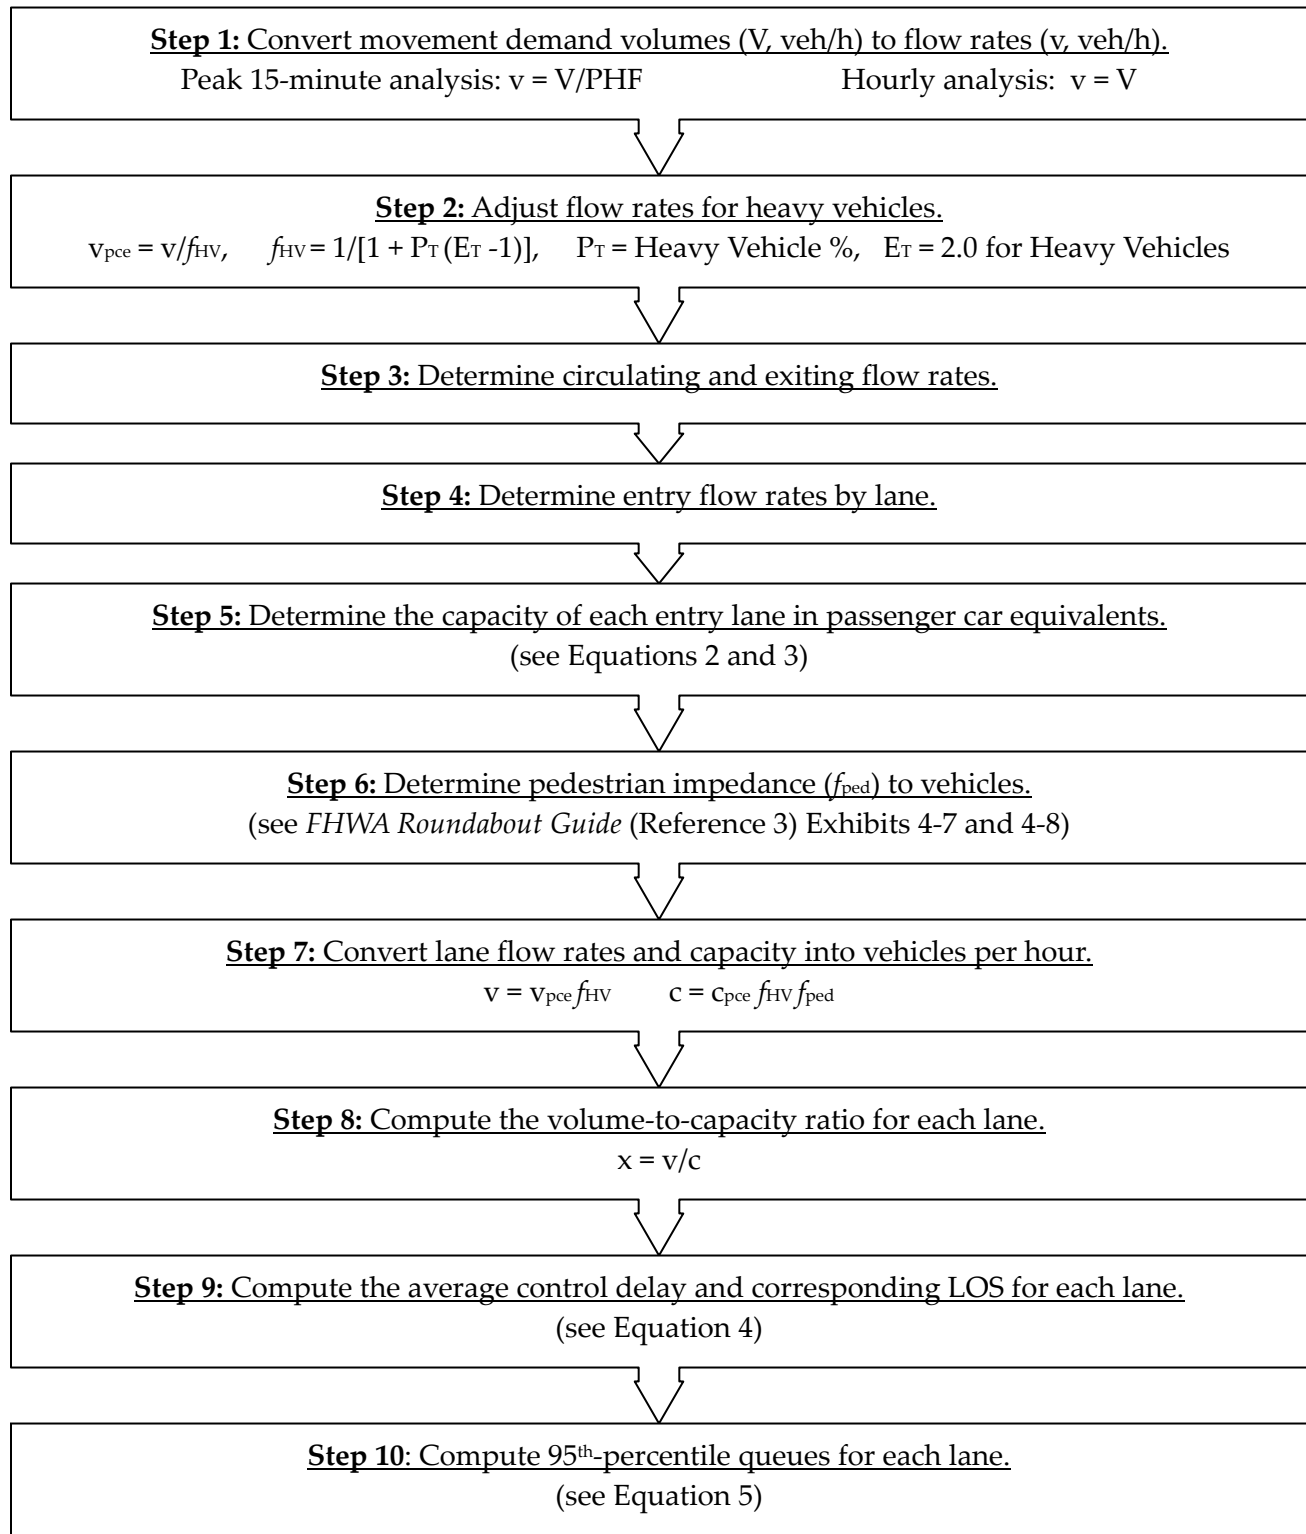 Step 1: Convert movement demand volumes (V, veh/h) to flow rates (v, veh/h).
Peak 15-minute analysis: v = V/PHF Hourly analysis: v = V
Step 2: Adjust flow rates for heavy vehicles.
vpce = v/fHV, fHV = 1/[1 + PT (ET -1)], PT = Heavy Vehicle %, ET = 2.0 for Heavy Vehicles
Step 3: Determine circulating and exiting flow rates.
Step 4: Determine entry flow rates by lane.
Step 5: Determine the capacity of each entry lane in passenger car equivalents.
(see Equations 2 and 3)
Step 6: Determine pedestrian impedance (fped) to vehicles.
(see FHWA Roundabout Guide (Reference 3) Exhibits 4-7 and 4-8)
Step 7: Convert lane flow rates and capacity into vehicles per hour.
v = vpce fHV c = cpce fHV fped
Step 8: Compute the volume-to-capacity ratio for each lane.
x = v/c
Step 9: Compute the average control delay and corresponding LOS for each lane.
(see Equation 4)
Step 10: Compute 95th-percentile queues for each lane.
(see Equation 5)